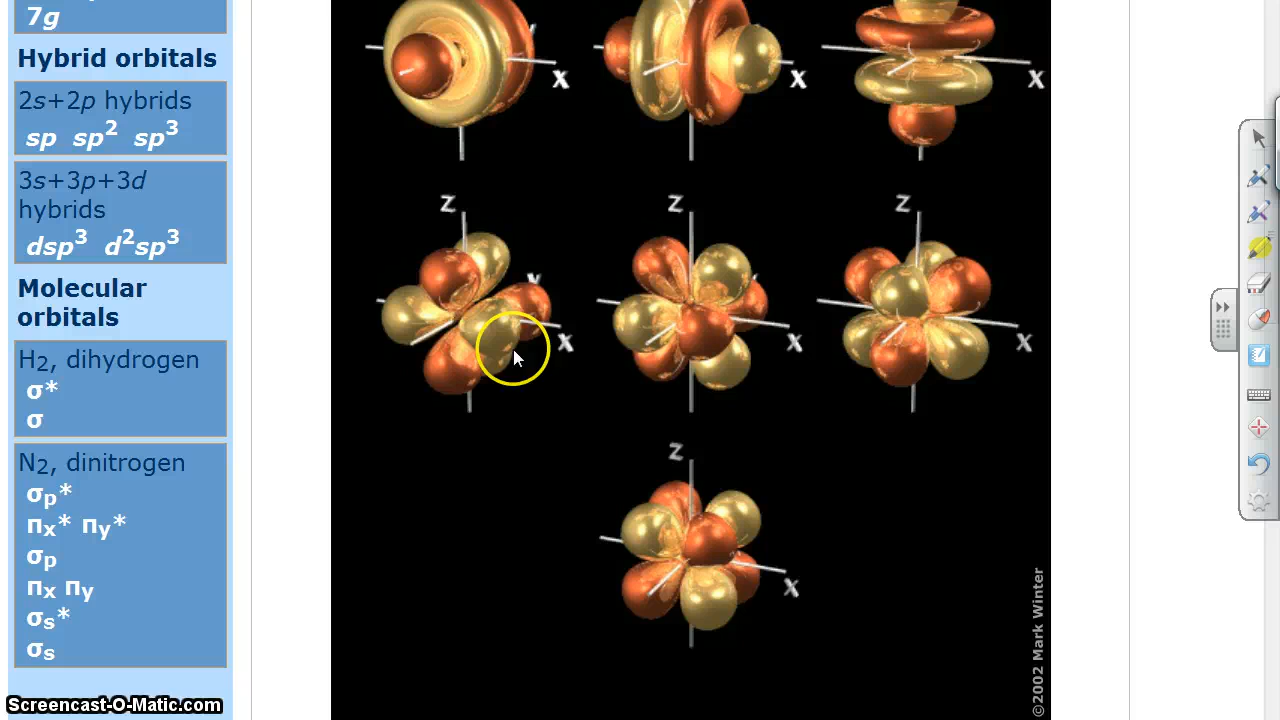 7g
Hybrid orbitals
2s+2p hybrids
sp sp² sp³
3s+3p+3d
hybrids
dsp³ d²sp³
Molecular
orbitals
H₂, dihydrogen
σ*
σ
N₂, dinitrogen
σp*
πx* πy*
σp
πx πy
σs*
σs
X
X
X
Z
Z
Z
y
X
X
X
Z
X
©2002 Mark Winter
Screencast-O-Matic.com